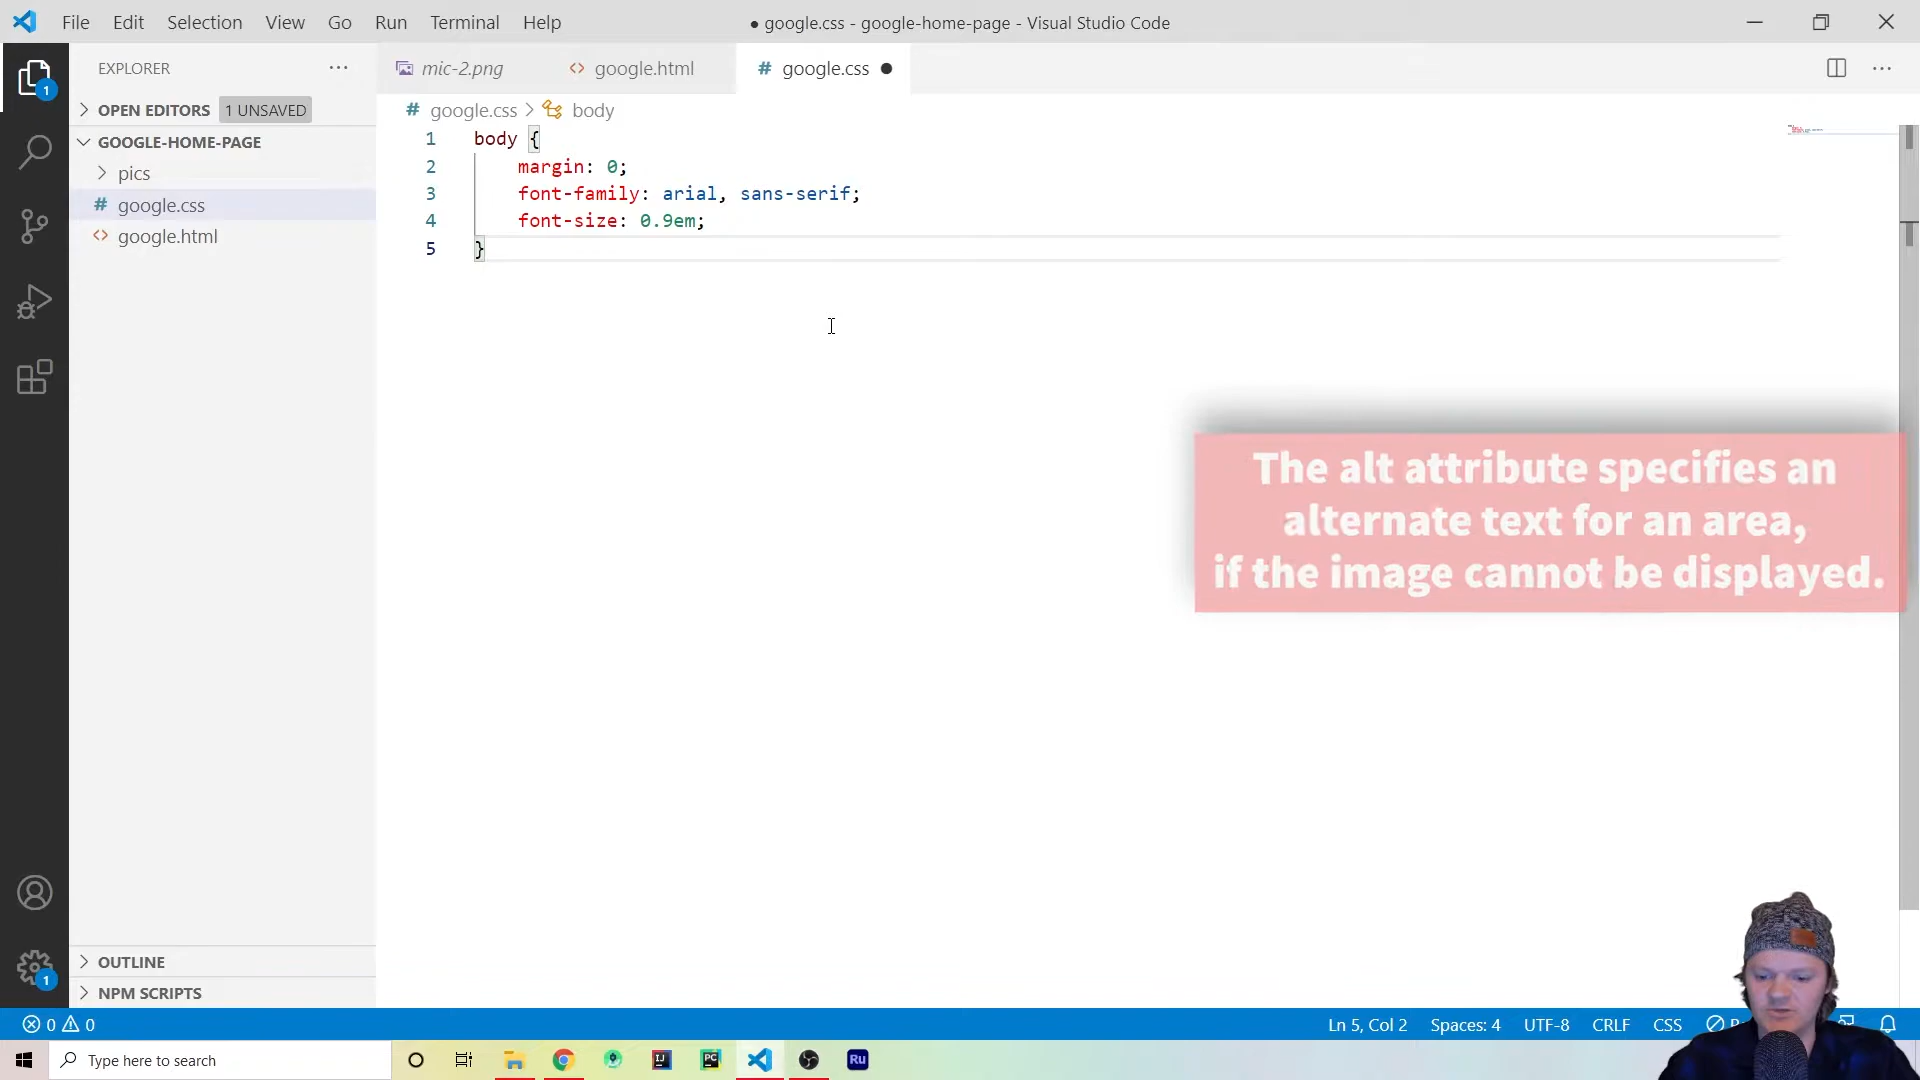 File Edit Selection View Go Run Terminal Help
● google.css - google-home-page - Visual Studio Code
EXPLORER
mic-2.png
google.html
google.css
OPEN EDITORS 1 UNSAVED
google.css > body
GOOGLE-HOME-PAGE
pics
google.css
google.html
1 body {
2 margin: 0;
3 font-family: arial, sans-serif;
4 font-size: 0.9em;
5 }
1
The alt attribute specifies an
alternate text for an area,
if the image cannot be displayed.
OUTLINE
NPM SCRIPTS
1
0 0
Ln 5, Col 2 Spaces: 4 UTF-8 CRLF CSS
Type here to search
IJ
PC
Ru